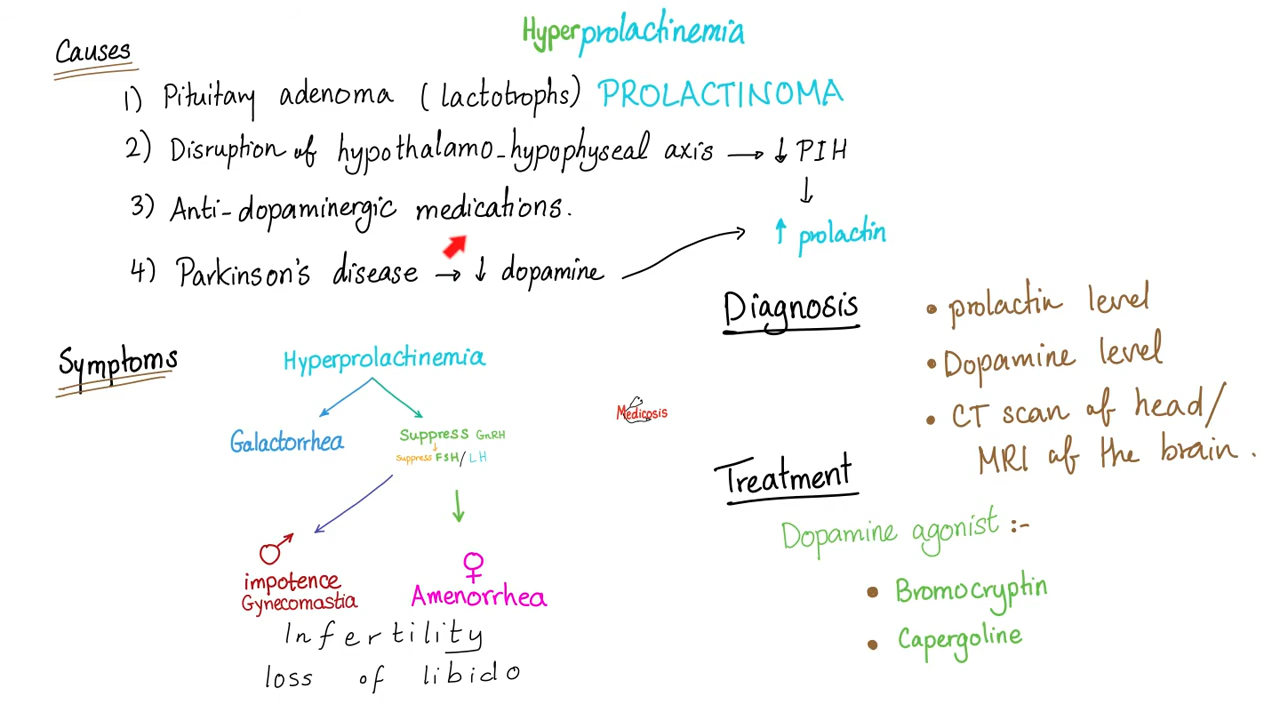 Hyperprolactinemia
Causes
1) Pituitary adenoma (lactotrophs) PROLACTINOMA
2) Disruption of hypothalamo-hypophyseal axis → ↓ PIH
↓
3) Anti-dopaminergic medications.
↑ prolactin
4) Parkinson's disease → ↓ dopamine
Diagnosis
• prolactin level
• Dopamine level
• CT scan of head/
MRI of the brain.
Symptoms
Hyperprolactinemia
Galactorrhea
Suppress GnRH
↓
Suppress FSH/LH
♂
impotence
Gynecomastia
♀
Amenorrhea
Infertility
loss of libido
Medicosis
Treatment
Dopamine agonist :-
• Bromocryptin
• Capergoline